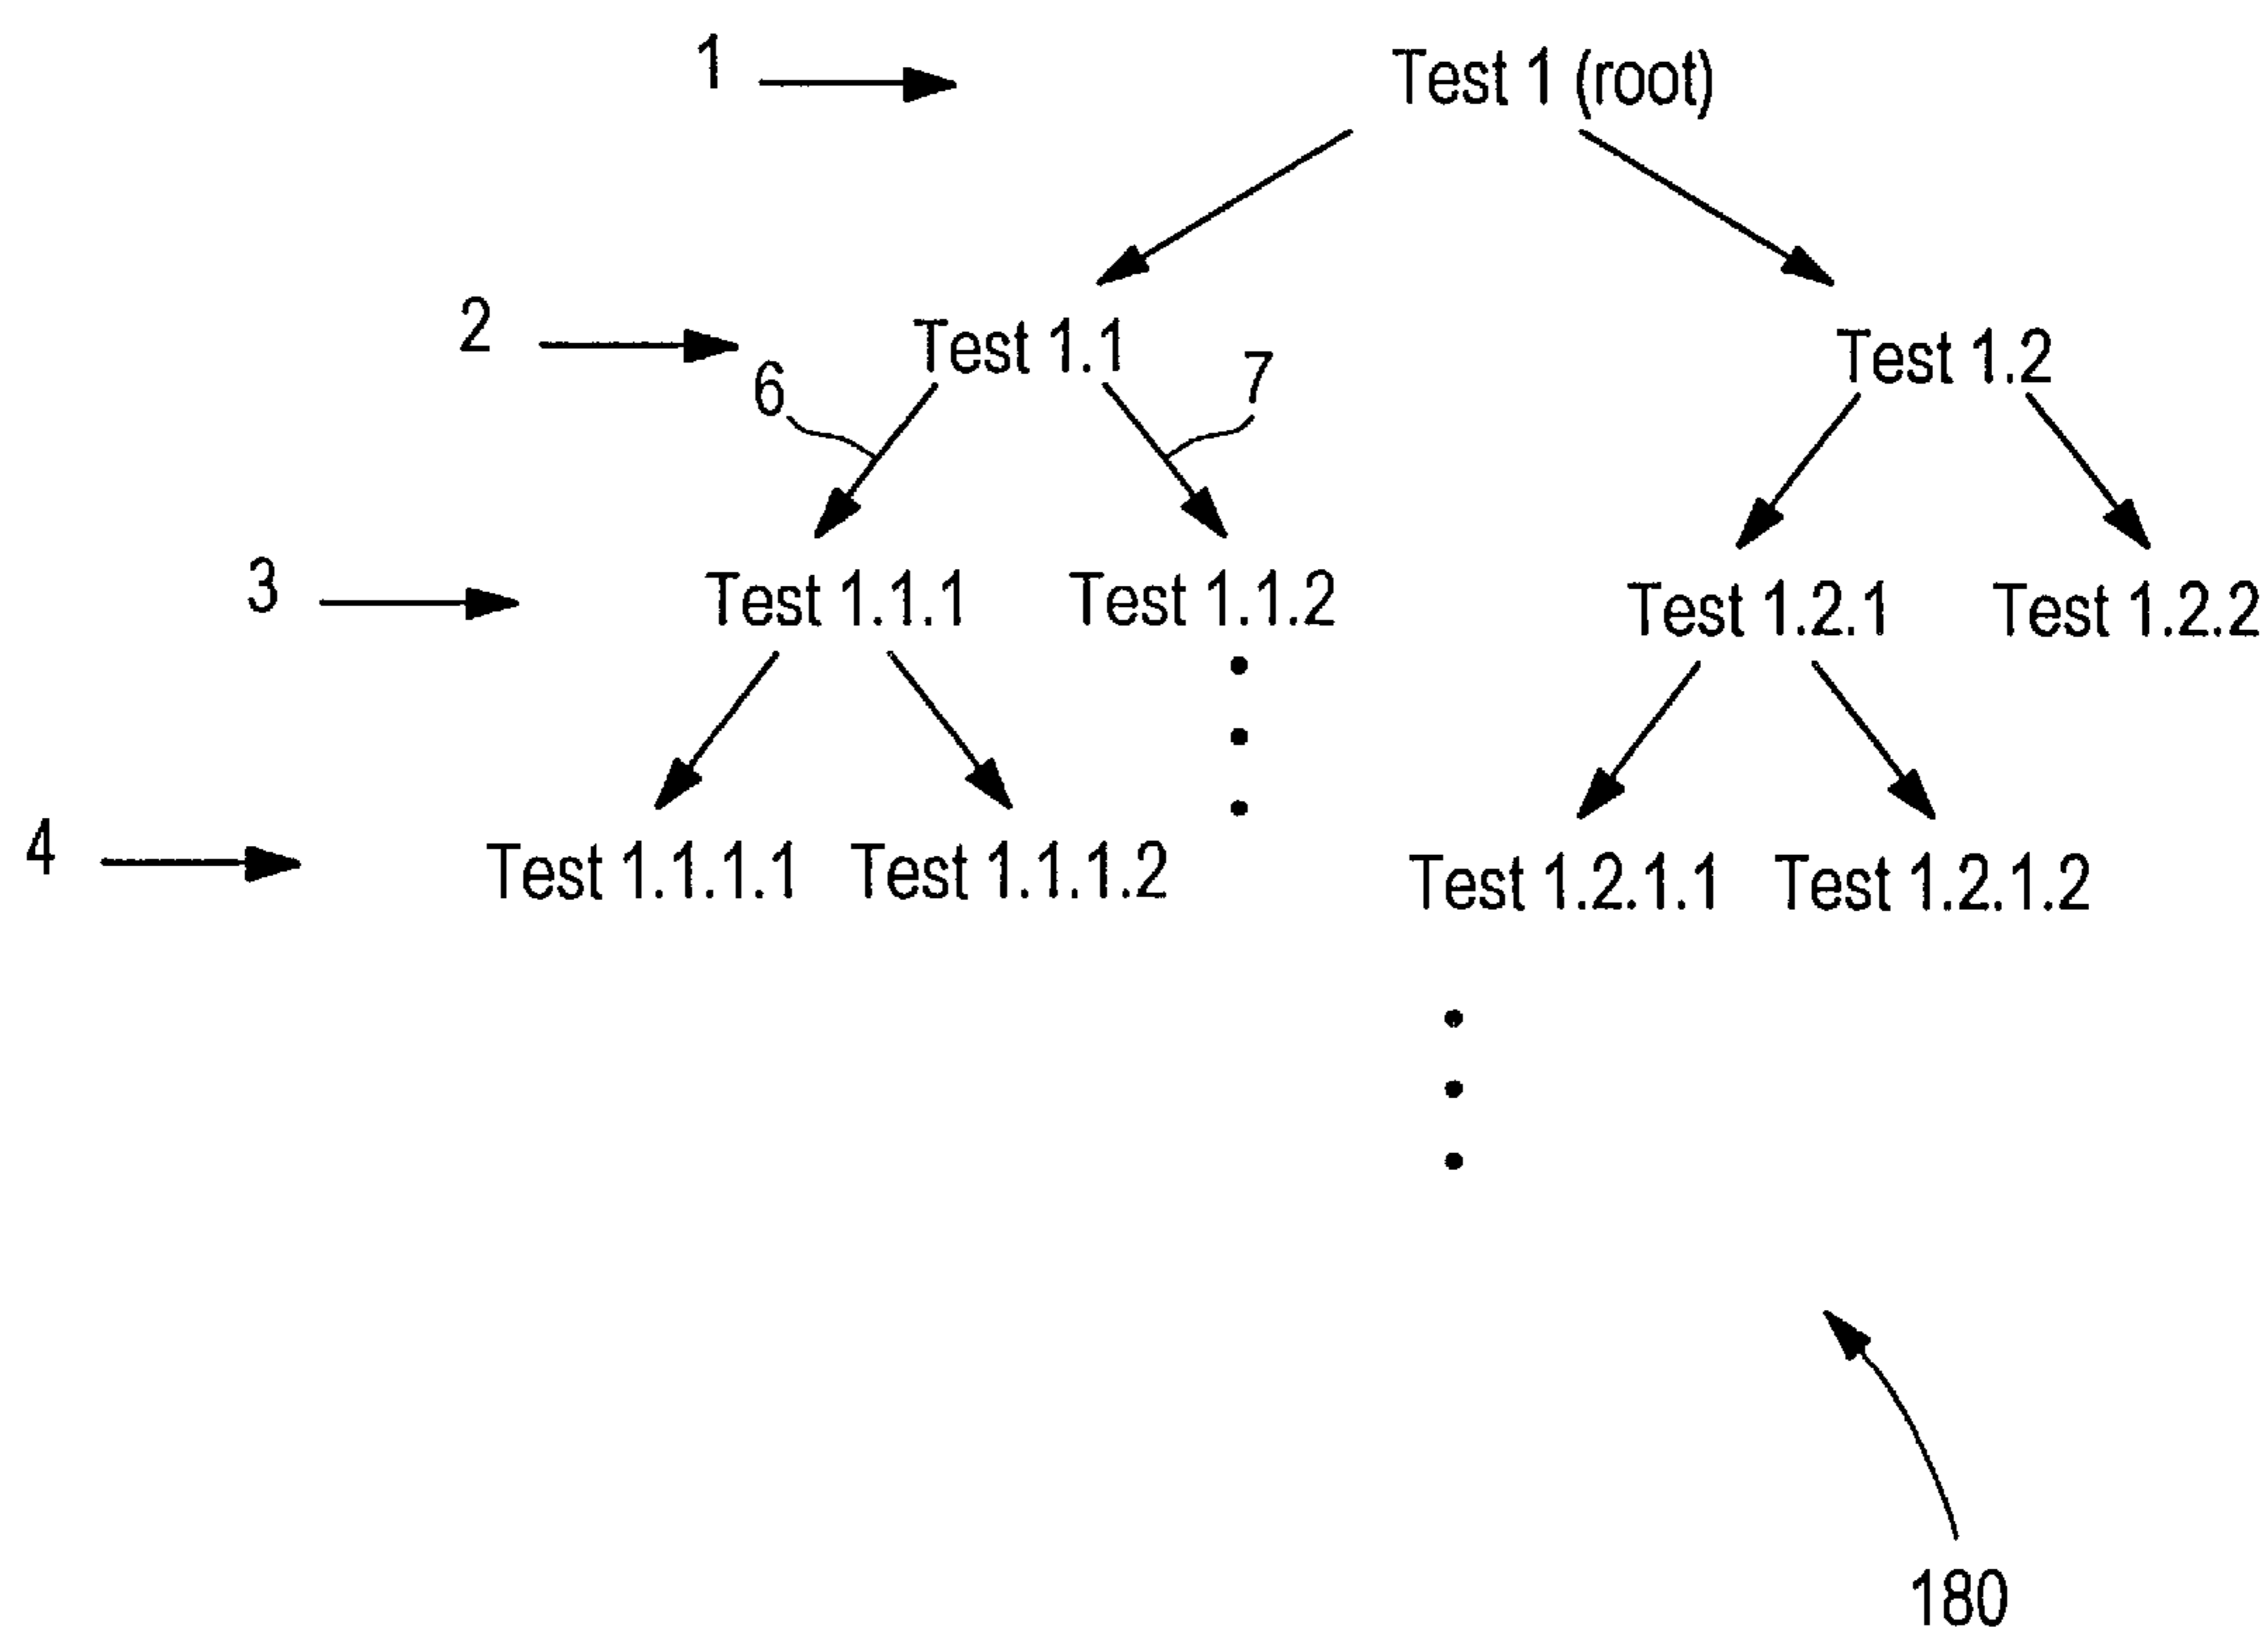 1
Test 1 (root)
2
Test 1.1
Test 1.2
6
7
3
Test 1.1.1
Test 1.1.2
Test 1.2.1
Test 1.2.2
4
Test 1.1.1.1
Test 1.1.1.2
Test 1.2.1.1
Test 1.2.1.2
180